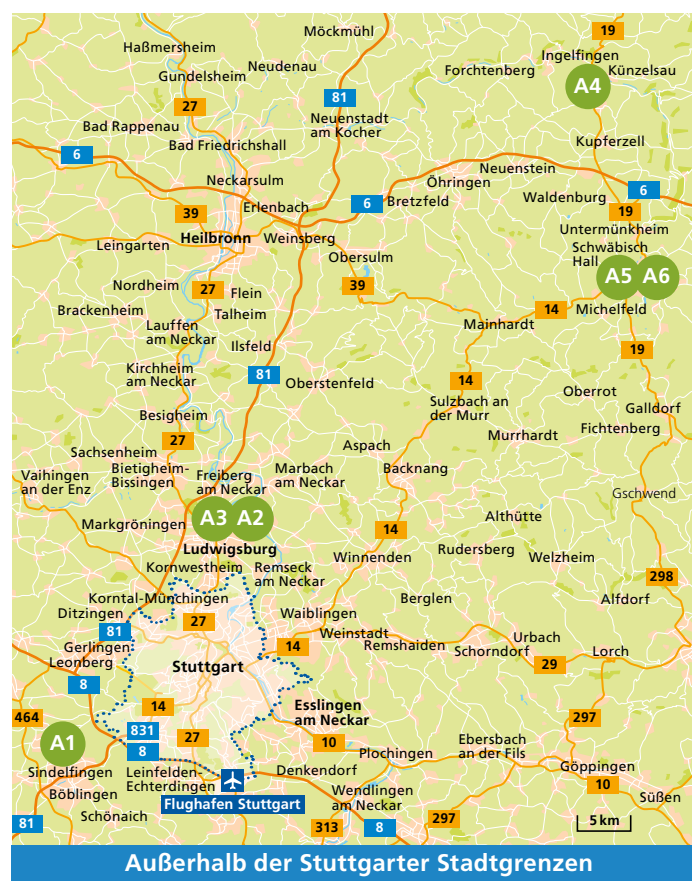 Möckmühl
19
Haßmersheim
Ingelfingen
Neudenau
Forchtenberg
Künzelsau
Gundelsheim
A4
81
27
Neuenstadt
am Kocher
Bad Rappenau
Bad Friedrichshall
Kupferzell
6
Neuenstein
Neckarsulm
Öhringen
6
Waldenburg
Bretzfeld
6
Erlenbach
39
19
Untermünkheim
Heilbronn
Weinsberg
Leingarten
Schwäbisch
Hall
Obersulm
A5
A6
Nordheim
27
Flein
39
Brackenheim
Talheim
14
Michelfeld
Lauffen
am Neckar
Mainhardt
Ilsfeld
19
Kirchheim
am Neckar
81
Oberstenfeld
14
Oberrot
Sulzbach an
der Murr
Galldorf
Besigheim
Fichtenberg
27
Murrhardt
Aspach
Sachsenheim
Bietigheim-
Bissingen
Vaihingen
an der Enz
Freiberg
am Neckar
Marbach
am Neckar
Backnang
Gschwend
A3
A2
Markgröningen
Althütte
14
Ludwigsburg
Rudersberg
Winnenden
Welzheim
Kornwestheim
Remseck
am Neckar
298
Korntal-Münchingen
Berglen
Alfdorf
Ditzingen
Waiblingen
27
81
Weinstadt
Urbach
Gerlingen
14
Remshaiden
Schorndorf
Lorch
Leonberg
Stuttgart
29
8
14
Esslingen
am Neckar
464
297
831
27
A1
10
Ebersbach
an der Fils
8
Plochingen
Sindelfingen
Leinfelden-
Echterdingen
Denkendorf
Göppingen
Böblingen
Wendlingen
am Neckar
10
Flughafen Stuttgart
Süßen
Schönaich
81
313
8
297
5 km
Außerhalb der Stuttgarter Stadtgrenzen